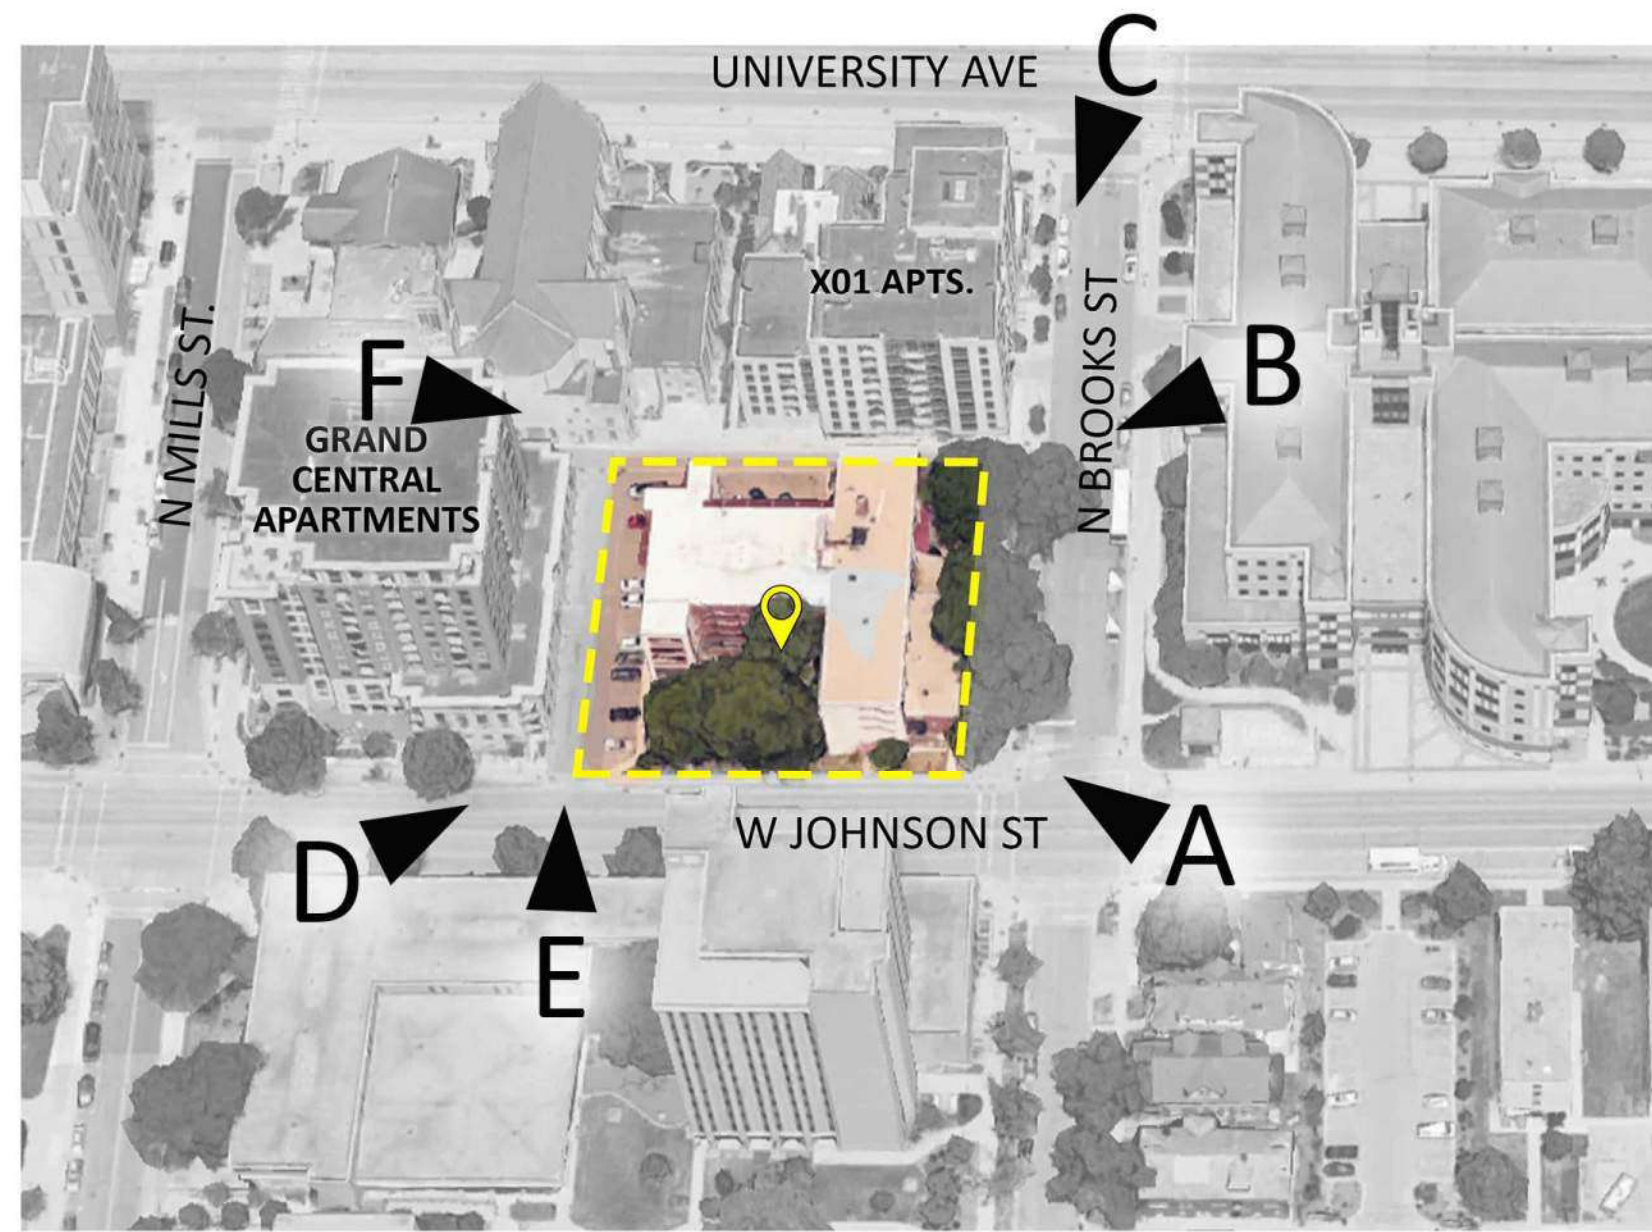 C
UNIVERSITY AVE
X01 APTS.
N MILLS ST.
N BROOKS ST
F
B
GRAND
CENTRAL
APARTMENTS
W JOHNSON ST
D
A
E